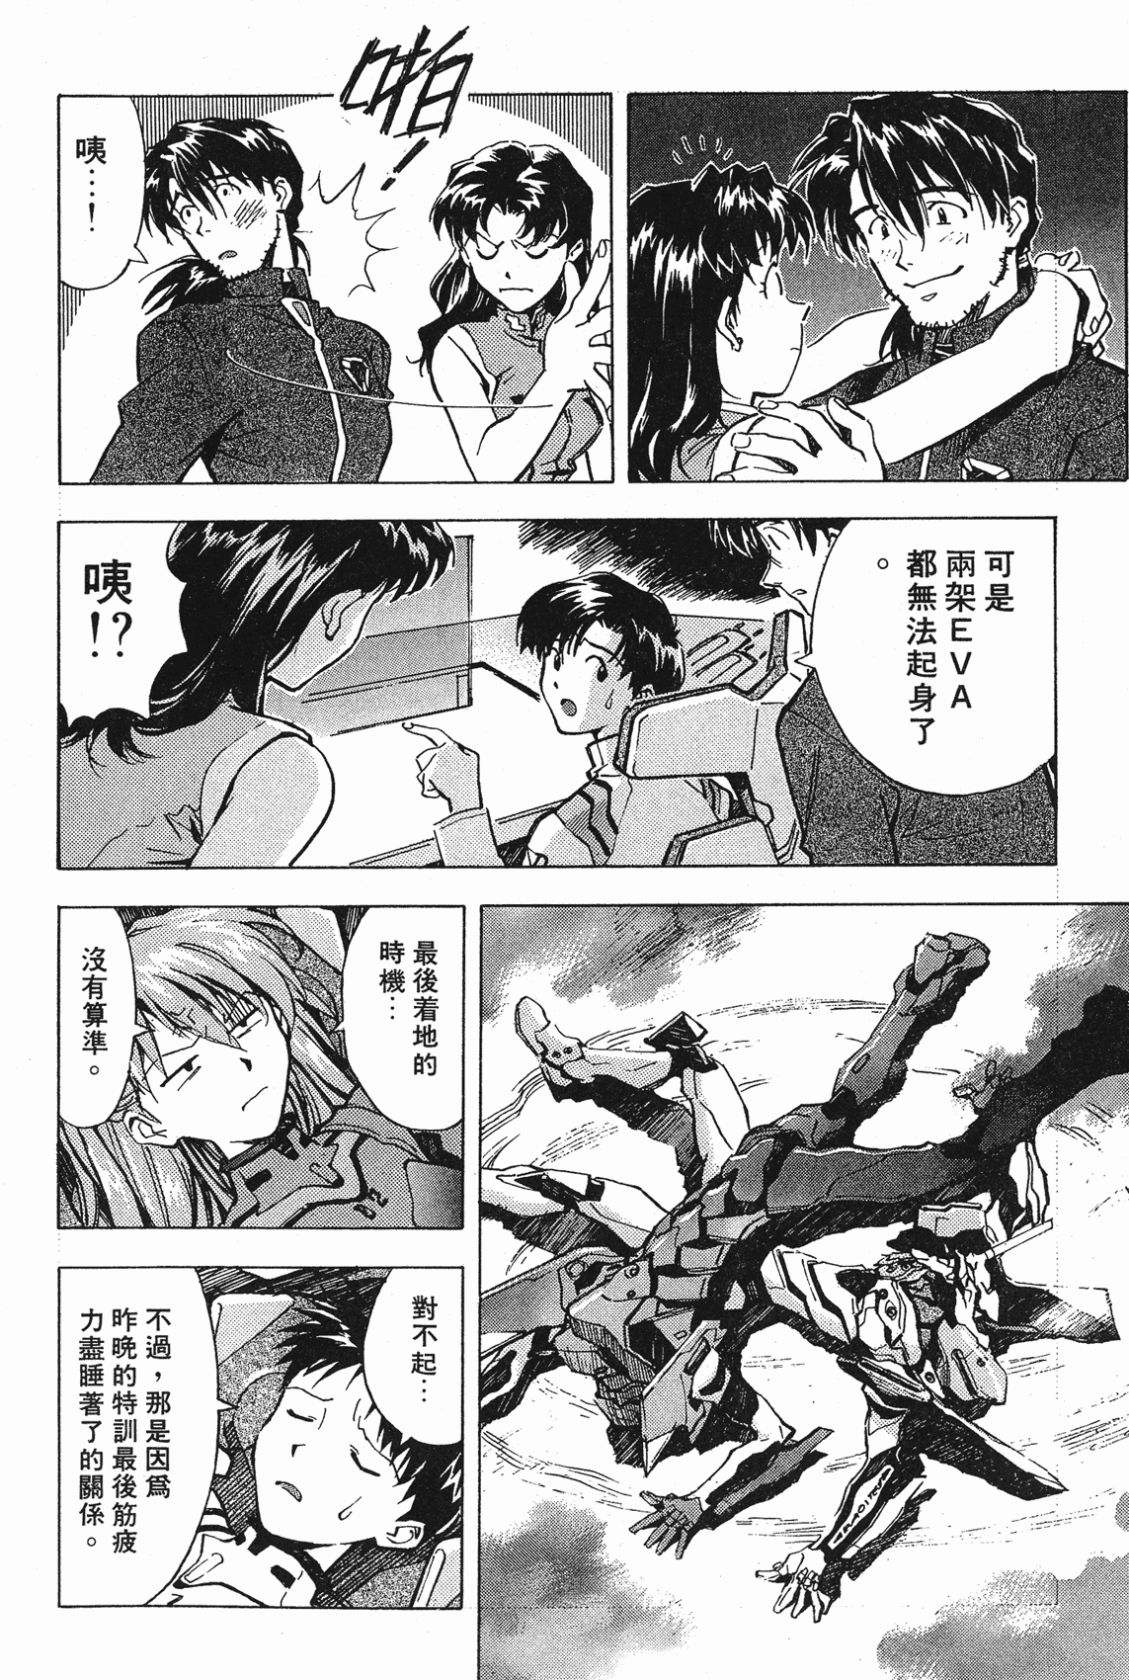 啪!
咦…!
可是
兩架EVA
都無法起身了
。
咦!?
最後着地的
時機…
沒有算準。
02
對不起…
不過，那是因為
昨晚的特訓最後筋疲
力盡睡著了的關係。